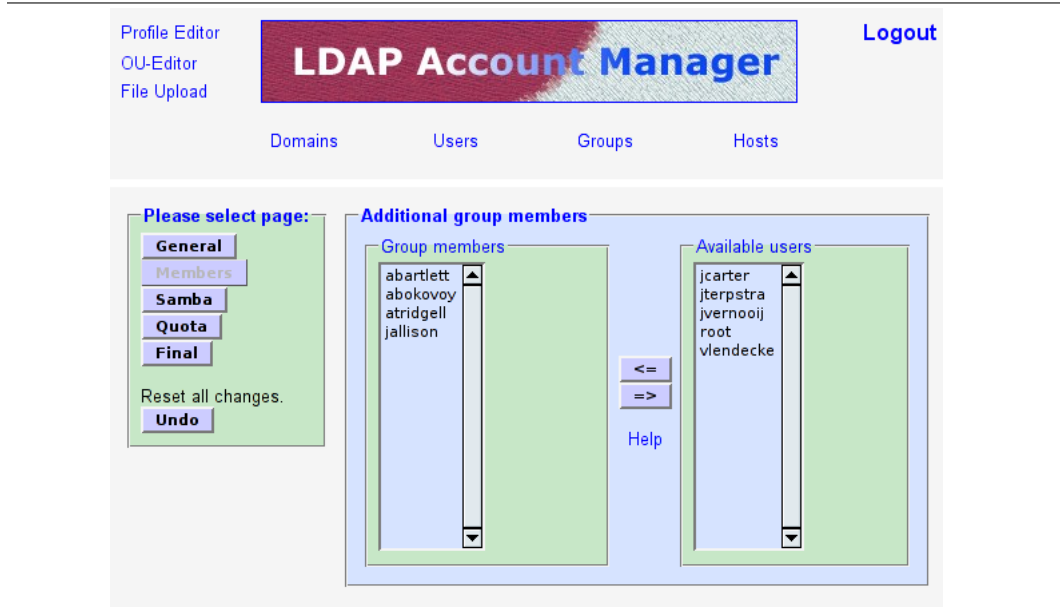 Profile Editor
OU-Editor
File Upload
LDAP Account Manager
Logout
Domains Users Groups Hosts
Please select page:
General
Members
Samba
Quota
Final
Reset all changes.
Undo
Additional group members
Group members
abartlett
abokovoy
atridgell
jallison
<=
=>
Help
Available users
jcarter
jterpstra
jvernooij
root
vlendecke